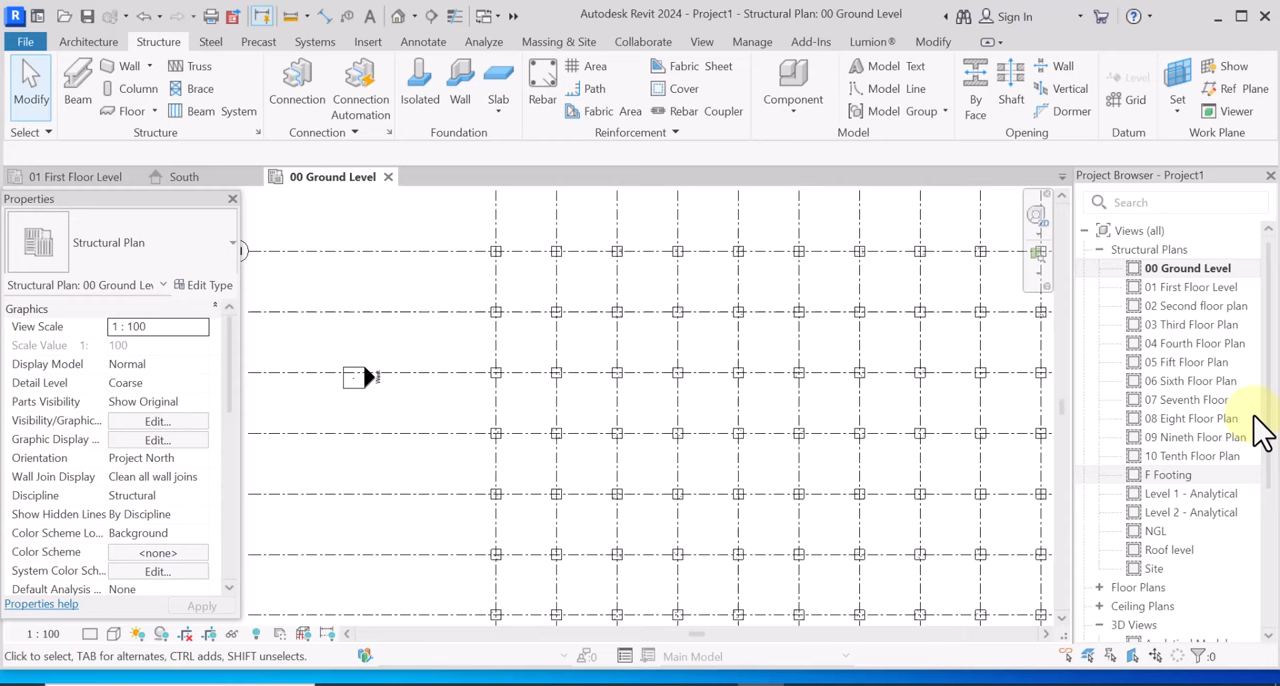 Autodesk Revit 2024 - Project1 - Structural Plan: 00 Ground Level
Sign In
File Architecture Structure Steel Precast Systems Insert Annotate Analyze Massing & Site Collaborate View Manage Add-Ins Lumion® Modify
Modify
Select
Beam
Wall
Column
Floor
Truss
Brace
Beam System
Structure
Connection
Connection Automation
Connection
Isolated
Wall
Slab
Foundation
Rebar
Area
Path
Fabric Area
Fabric Sheet
Cover
Rebar Coupler
Reinforcement
Component
Model Text
Model Line
Model Group
Model
By Face
Shaft
Wall
Vertical
Dormer
Opening
Level
Grid
Datum
Set
Show
Ref Plane
Viewer
Work Plane
01 First Floor Level
South
00 Ground Level
Properties
Structural Plan
Structural Plan: 00 Ground Lev
Edit Type
Graphics
View Scale 1 : 100
Scale Value 1: 100
Display Model Normal
Detail Level Coarse
Parts Visibility Show Original
Visibility/Graphic... Edit...
Graphic Display ... Edit...
Orientation Project North
Wall Join Display Clean all wall joins
Discipline Structural
Show Hidden Lines By Discipline
Color Scheme Lo... Background
Color Scheme <none>
System Color Sch... Edit...
Default Analysis ... None
Properties help
Apply
Project Browser - Project1
Search
Views (all)
Structural Plans
00 Ground Level
01 First Floor Level
02 Second floor plan
03 Third Floor Plan
04 Fourth Floor Plan
05 Fift Floor Plan
06 Sixth Floor Plan
07 Seventh Floor
08 Eight Floor Plan
09 Nineth Floor Plan
10 Tenth Floor Plan
F Footing
Level 1 - Analytical
Level 2 - Analytical
NGL
Roof level
Site
Floor Plans
Ceiling Plans
3D Views
1 : 100
Click to select, TAB for alternates, CTRL adds, SHIFT unselects.
:0
Main Model
:0